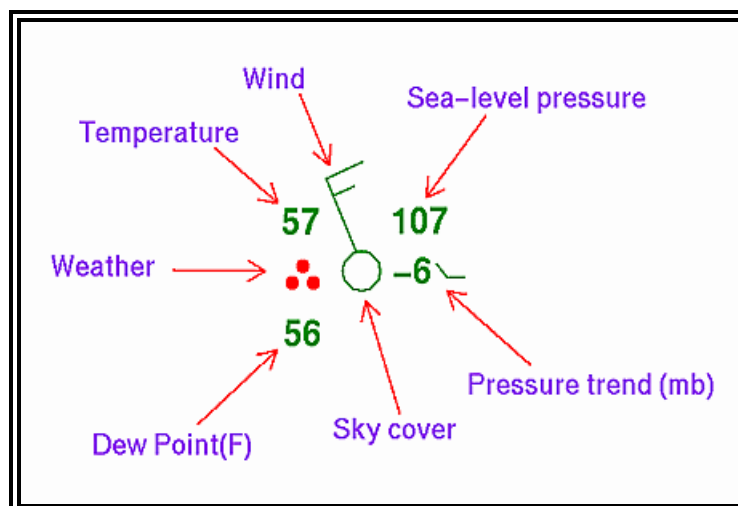 Wind
Sea-level pressure
Temperature
57
107
Weather
-6
56
Pressure trend (mb)
Sky cover
Dew Point(F)